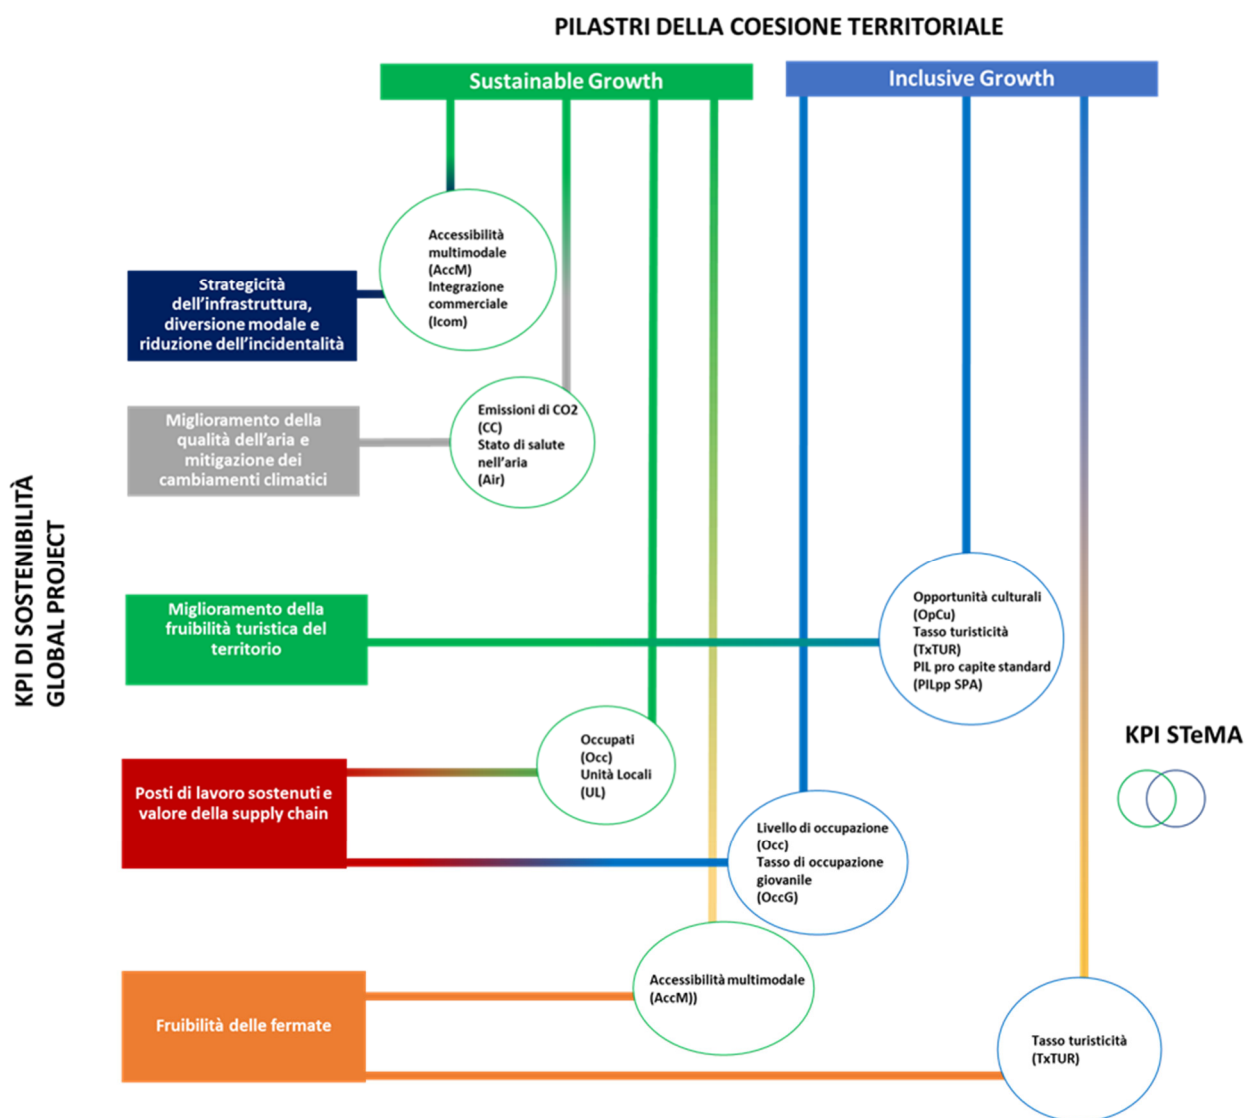 PILASTRI DELLA COESIONE TERRITORIALE
Sustainable Growth
Inclusive Growth
KPI DI SOSTENIBILITÀ
GLOBAL PROJECT
Strategicità
dell'infrastruttura,
diversione modale e
riduzione dell'incidentalità
Accessibilità
multimodale
(AccM)
Integrazione
commerciale
(Icom)
Miglioramento della
qualità dell'aria e
mitigazione dei
cambiamenti climatici
Emissioni di CO2
(CC)
Stato di salute
nell'aria
(Air)
Miglioramento della
fruibilità turistica del
territorio
Opportunità culturali
(OpCu)
Tasso turisticità
(TxTUR)
PIL pro capite standard
(PILpp SPA)
Posti di lavoro sostenuti e
valore della supply chain
Occupati
(Occ)
Unità Locali
(UL)
Livello di occupazione
(Occ)
Tasso di occupazione
giovanile
(OccG)
KPI STeMA
Fruibilità delle fermate
Accessibilità multimodale
(AccM))
Tasso turisticità
(TxTUR)